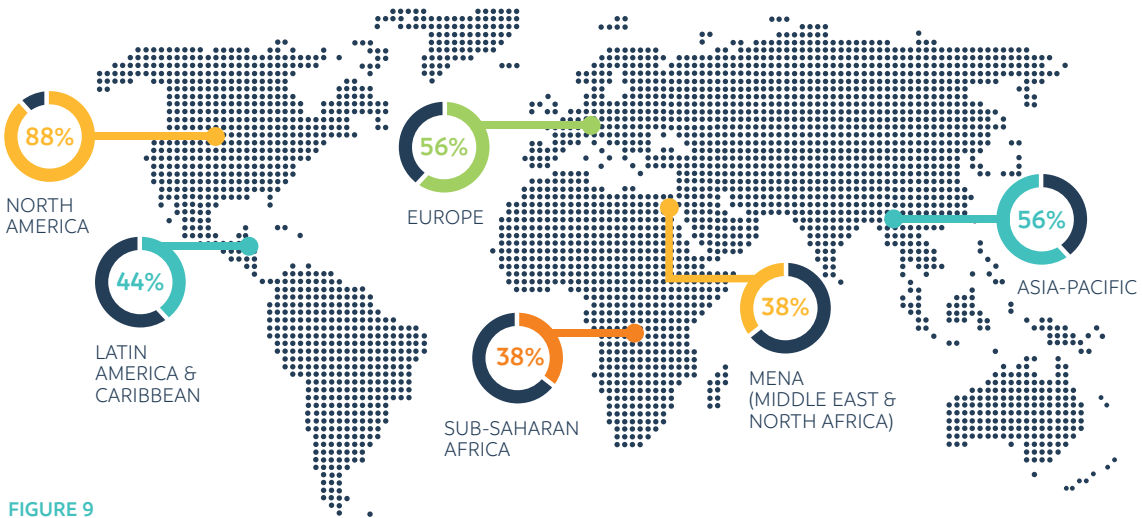 88%
NORTH
AMERICA
56%
EUROPE
56%
ASIA-PACIFIC
44%
LATIN
AMERICA &
CARIBBEAN
38%
SUB-SAHARAN
AFRICA
38%
MENA
(MIDDLE EAST &
NORTH AFRICA)
FIGURE 9